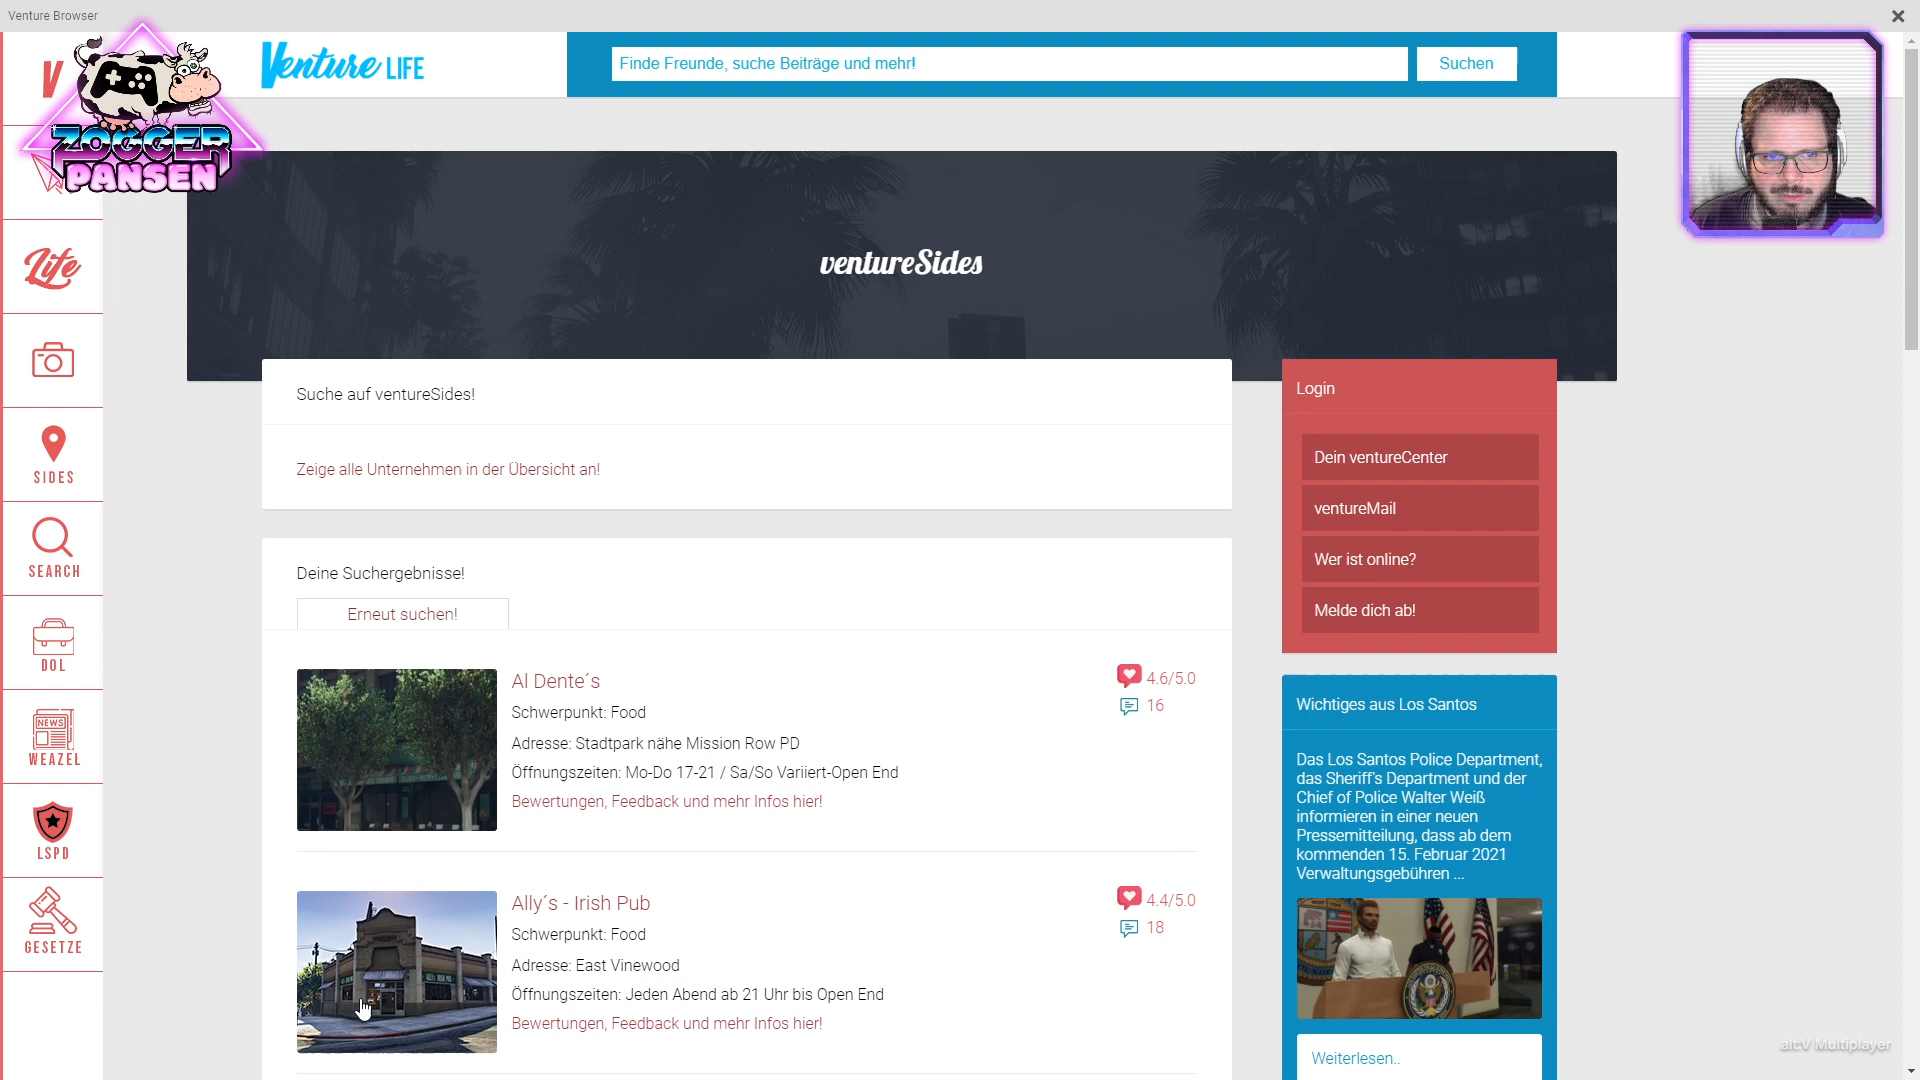 Venture Browser
V
ZOGGER
PANSEN
Venture LIFE
Finde Freunde, suche Beiträge und mehr!
Suchen
ventureSides
Life
SIDES
SEARCH
DOL
NEWS
WEAZEL
LSPD
GESETZE
Suche auf ventureSides!
Zeige alle Unternehmen in der Übersicht an!
Deine Suchergebnisse!
Erneut suchen!
Al Dente´s
Schwerpunkt: Food
Adresse: Stadtpark nähe Mission Row PD
Öffnungszeiten: Mo-Do 17-21 / Sa/So Variiert-Open End
Bewertungen, Feedback und mehr Infos hier!
4.6/5.0
16
Ally´s - Irish Pub
Schwerpunkt: Food
Adresse: East Vinewood
Öffnungszeiten: Jeden Abend ab 21 Uhr bis Open End
Bewertungen, Feedback und mehr Infos hier!
4.4/5.0
18
Login
Dein ventureCenter
ventureMail
Wer ist online?
Melde dich ab!
Wichtiges aus Los Santos
Das Los Santos Police Department,
das Sheriff's Department und der
Chief of Police Walter Weiß
informieren in einer neuen
Pressemitteilung, dass ab dem
kommenden 15. Februar 2021
Verwaltungsgebühren ...
Weiterlesen..
alt:V Multiplayer